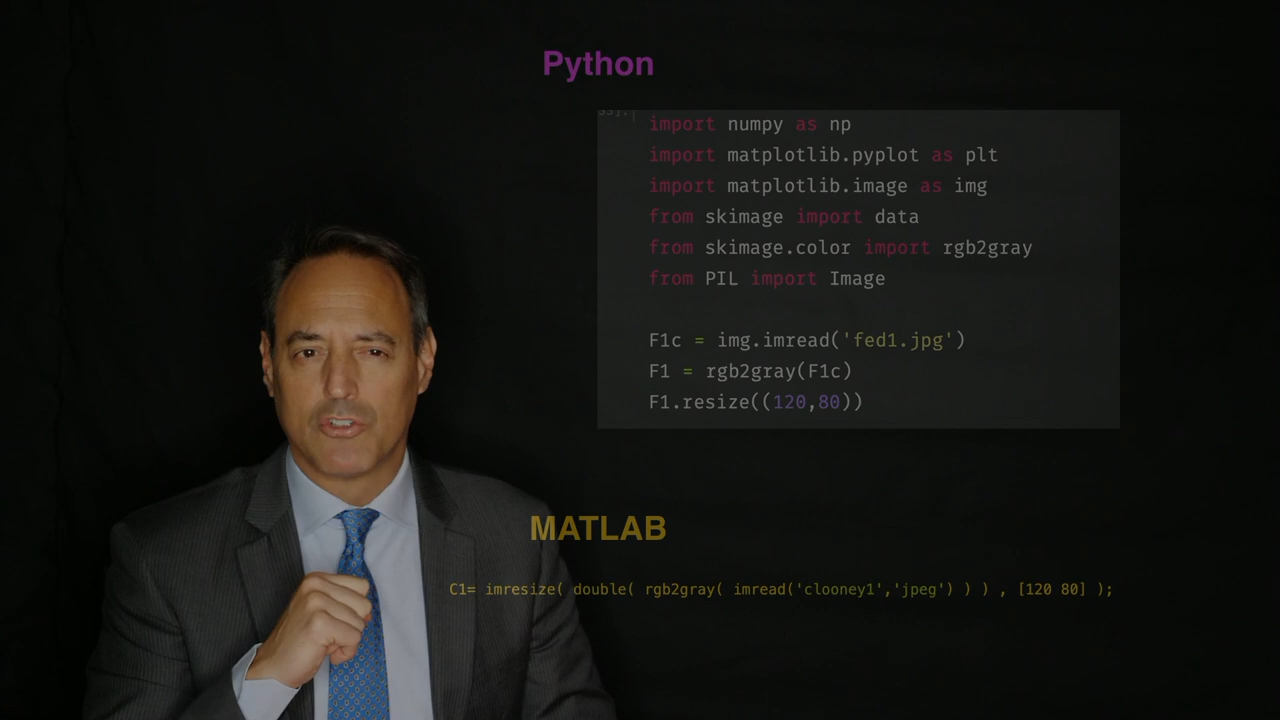 Python
import numpy as np
import matplotlib.pyplot as plt
import matplotlib.image as img
from skimage import data
from skimage.color import rgb2gray
from PIL import Image
F1c = img.imread('fed1.jpg')
F1 = rgb2gray(F1c)
F1.resize((120,80))
MATLAB
C1= imresize( double( rgb2gray( imread('clooney1','jpeg') ) ) , [120 80] );